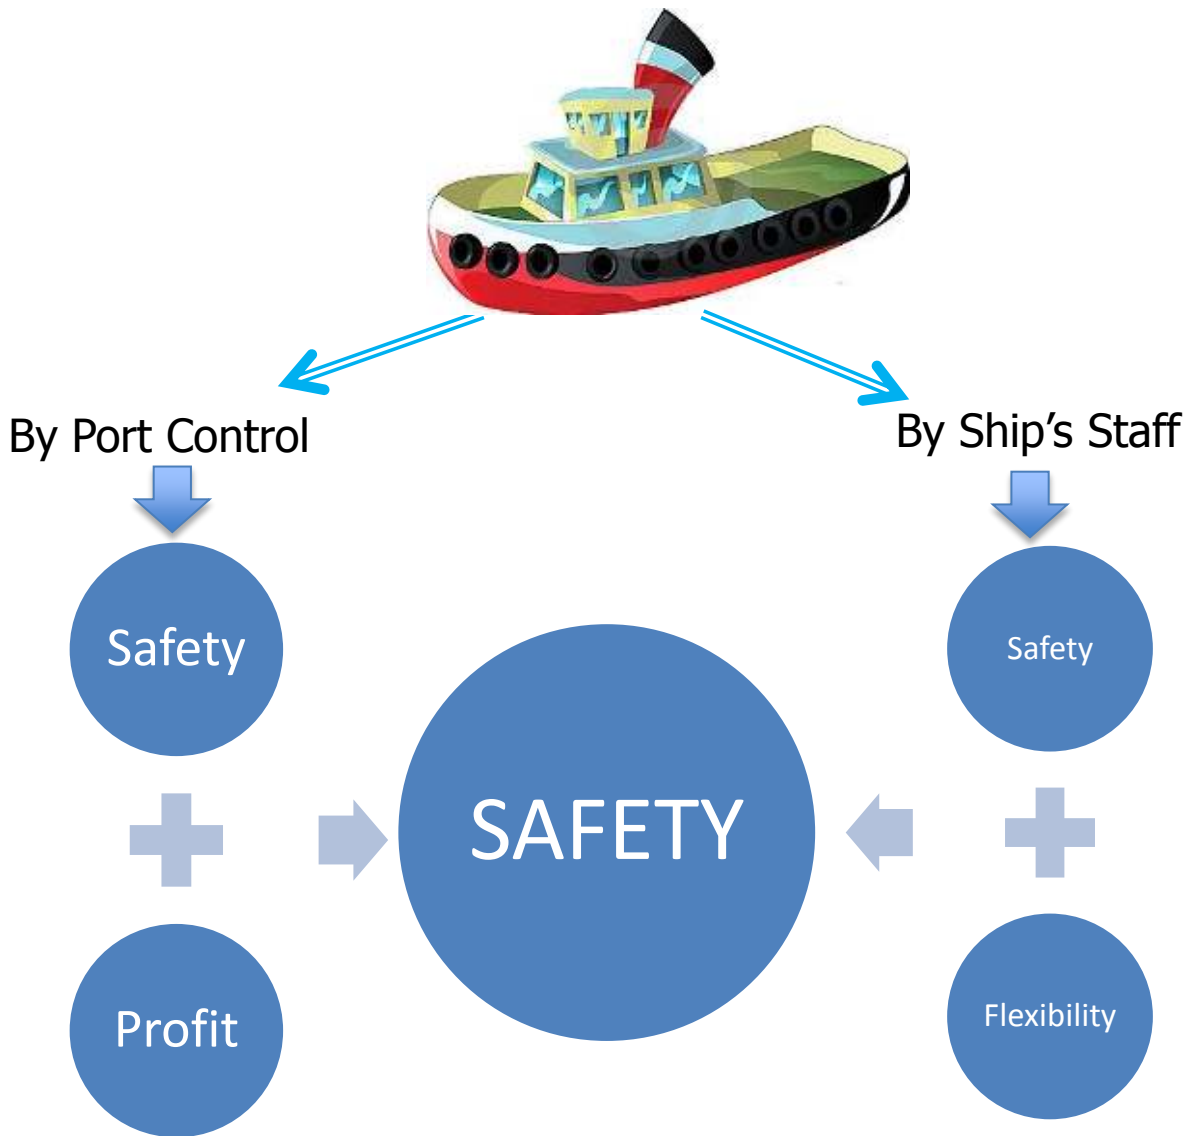 By Port Control
By Ship’s Staff
Safety
Safety
SAFETY
Profit
Flexibility